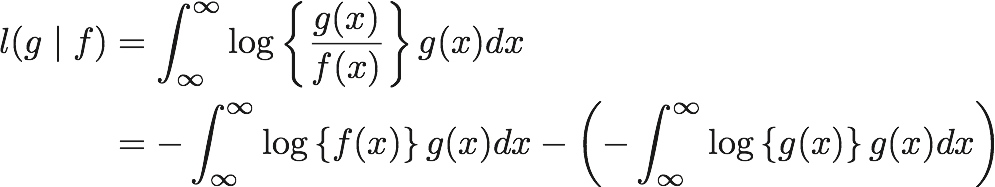 l(g | f) = ∫_∞^∞ log { g(x) / f(x) } g(x)dx
= − ∫_∞^∞ log {f(x)} g(x)dx − ( − ∫_∞^∞ log {g(x)} g(x)dx )